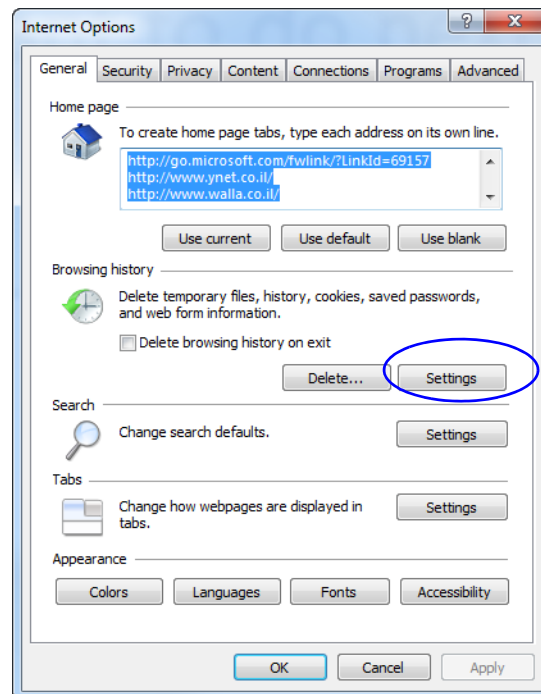 Internet Options
General Security Privacy Content Connections Programs Advanced
Home page
To create home page tabs, type each address on its own line.
http://go.microsoft.com/fwlink/?LinkId=69157
http://www.ynet.co.il/
http://www.walla.co.il/
Use current Use default Use blank
Browsing history
Delete temporary files, history, cookies, saved passwords,
and web form information.
Delete browsing history on exit
Delete... Settings
Search
Change search defaults.
Settings
Tabs
Change how webpages are displayed in
tabs.
Settings
Appearance
Colors Languages Fonts Accessibility
OK Cancel Apply